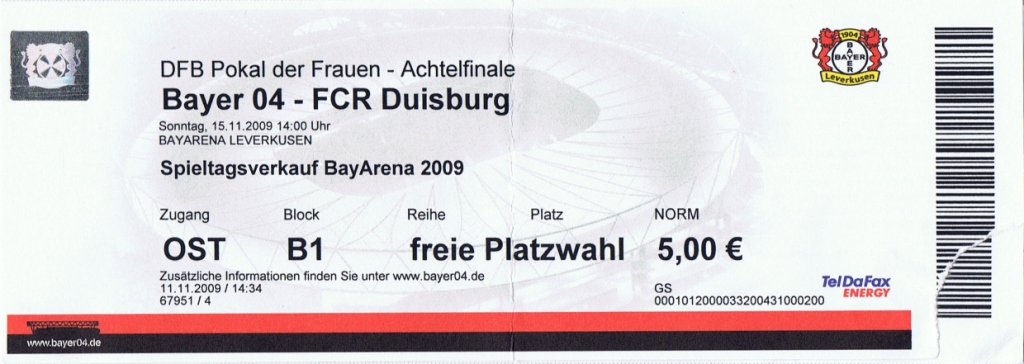 DFB Pokal der Frauen - Achtelfinale
Bayer 04 - FCR Duisburg
Sonntag, 15.11.2009 14:00 Uhr
BAYARENA LEVERKUSEN
Spieltagsverkauf BayArena 2009
Zugang Block Reihe Platz NORM
OST B1 freie Platzwahl 5,00 €
Zusätzliche Informationen finden Sie unter www.bayer04.de
11.11.2009 / 14:34
67951 / 4
GS
0001012000033200431000200
TelDaFax
ENERGY
1904
BAYER
BAYER
Leverkusen
www.bayer04.de